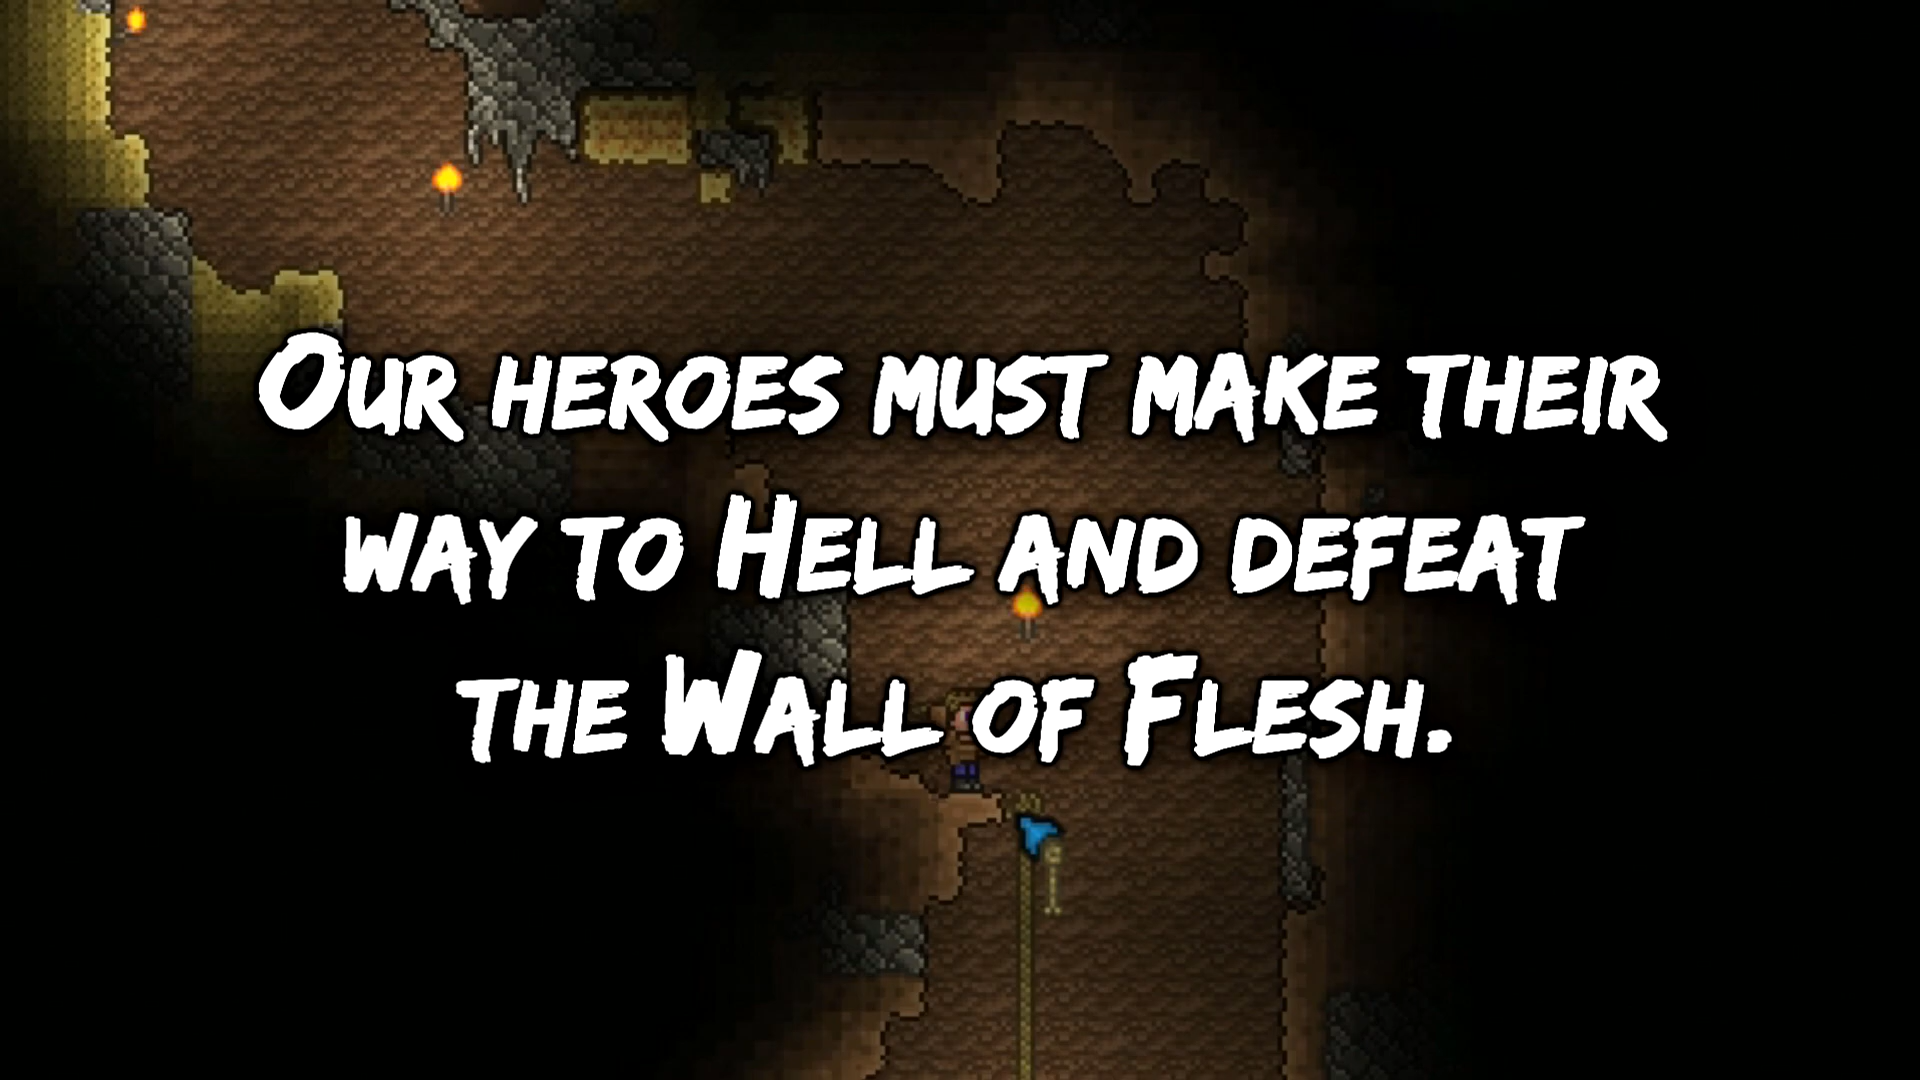 Our heroes must make their
way to Hell and defeat
the Wall of Flesh.